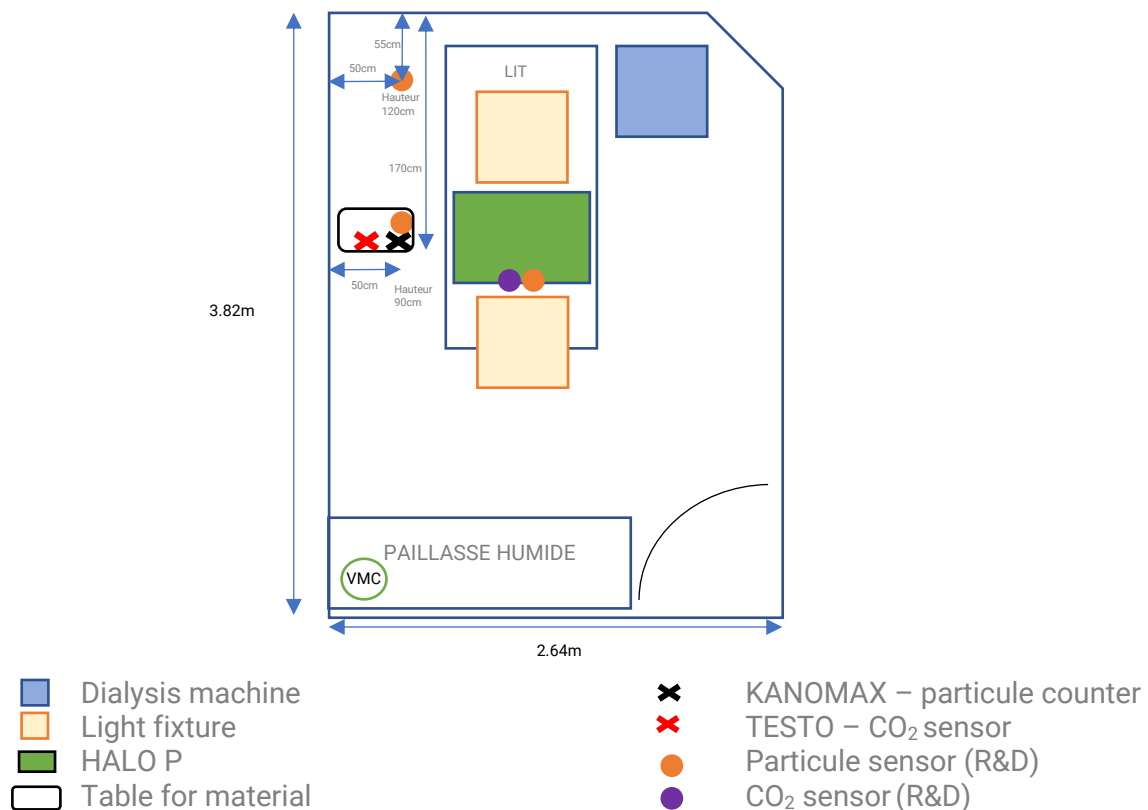 55cm
50cm
LIT
Hauteur
120cm
170cm
50cm
Hauteur
90cm
3.82m
PAILLASSE HUMIDE
VMC
2.64m
Dialysis machine
Light fixture
HALO P
Table for material
KANOMAX – particule counter
TESTO – CO₂ sensor
Particule sensor (R&D)
CO₂ sensor (R&D)